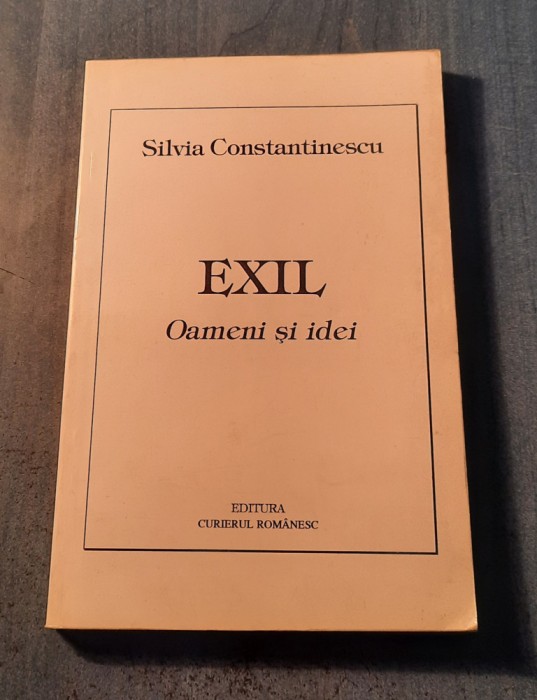 Silvia Constantinescu
EXIL
Oameni și idei
EDITURA
CURIERUL ROMÂNESC